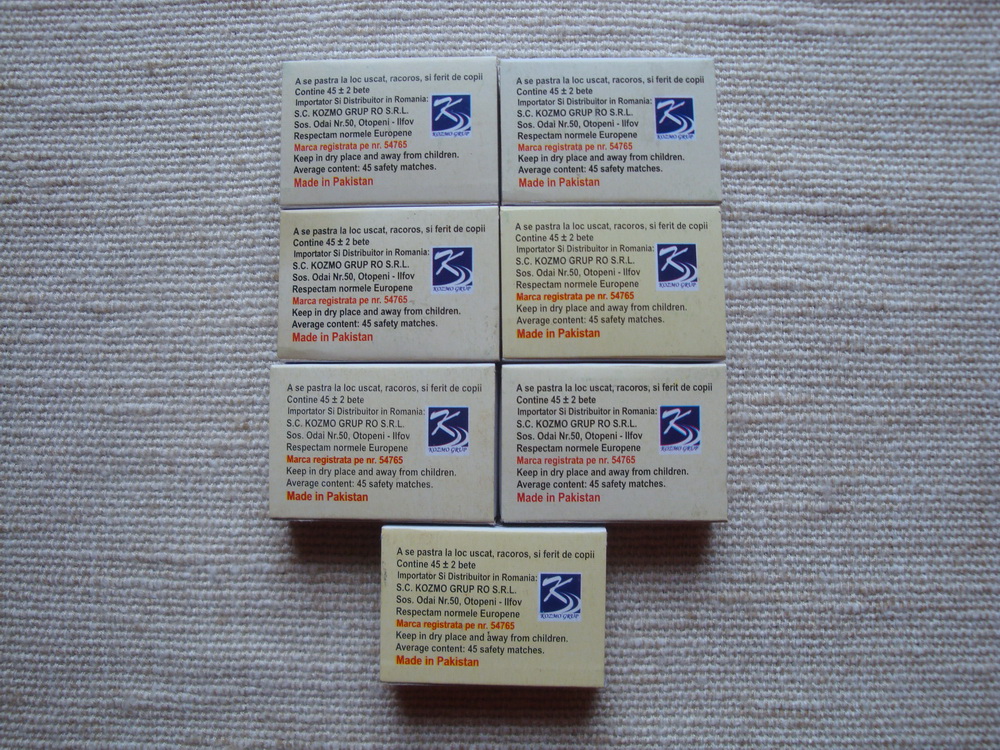 A se pastra la loc uscat, racoros, si ferit de copii
Contine 45 ± 2 bete
Importator Si Distribuitor in Romania:
S.C. KOZMO GRUP RO S.R.L.
Sos. Odai Nr.50, Otopeni - Ilfov
Respectam normele Europene
Marca registrata pe nr. 54765
Keep in dry place and away from children.
Average content: 45 safety matches.
Made in Pakistan
K
KOZMO GRUP
A se pastra la loc uscat, racoros, si ferit de copii
Contine 45 ± 2 bete
Importator Si Distribuitor in Romania:
S.C. KOZMO GRUP RO S.R.L.
Sos. Odai Nr.50, Otopeni - Ilfov
Respectam normele Europene
Marca registrata pe nr. 54765
Keep in dry place and away from children.
Average content: 45 safety matches.
Made in Pakistan
K
KOZMO GRUP
A se pastra la loc uscat, racoros, si ferit de copii
Contine 45 ± 2 bete
Importator Si Distribuitor in Romania:
S.C. KOZMO GRUP RO S.R.L.
Sos. Odai Nr.50, Otopeni - Ilfov
Respectam normele Europene
Marca registrata pe nr. 54765
Keep in dry place and away from children.
Average content: 45 safety matches.
Made in Pakistan
K
KOZMO GRUP
A se pastra la loc uscat, racoros, si ferit de copii
Contine 45 ± 2 bete
Importator Si Distribuitor in Romania:
S.C. KOZMO GRUP RO S.R.L.
Sos. Odai Nr.50, Otopeni - Ilfov
Respectam normele Europene
Marca registrata pe nr. 54765
Keep in dry place and away from children.
Average content: 45 safety matches.
Made in Pakistan
K
KOZMO GRUP
A se pastra la loc uscat, racoros, si ferit de copii
Contine 45 ± 2 bete
Importator Si Distribuitor in Romania:
S.C. KOZMO GRUP RO S.R.L.
Sos. Odai Nr.50, Otopeni - Ilfov
Respectam normele Europene
Marca registrata pe nr. 54765
Keep in dry place and away from children.
Average content: 45 safety matches.
Made in Pakistan
K
KOZMO GRUP
A se pastra la loc uscat, racoros, si ferit de copii
Contine 45 ± 2 bete
Importator Si Distribuitor in Romania:
S.C. KOZMO GRUP RO S.R.L.
Sos. Odai Nr.50, Otopeni - Ilfov
Respectam normele Europene
Marca registrata pe nr. 54765
Keep in dry place and away from children.
Average content: 45 safety matches.
Made in Pakistan
K
KOZMO GRUP
A se pastra la loc uscat, racoros, si ferit de copii
Contine 45 ± 2 bete
Importator Si Distribuitor in Romania:
S.C. KOZMO GRUP RO S.R.L.
Sos. Odai Nr.50, Otopeni - Ilfov
Respectam normele Europene
Marca registrata pe nr. 54765
Keep in dry place and away from children.
Average content: 45 safety matches.
Made in Pakistan
K
KOZMO GRUP